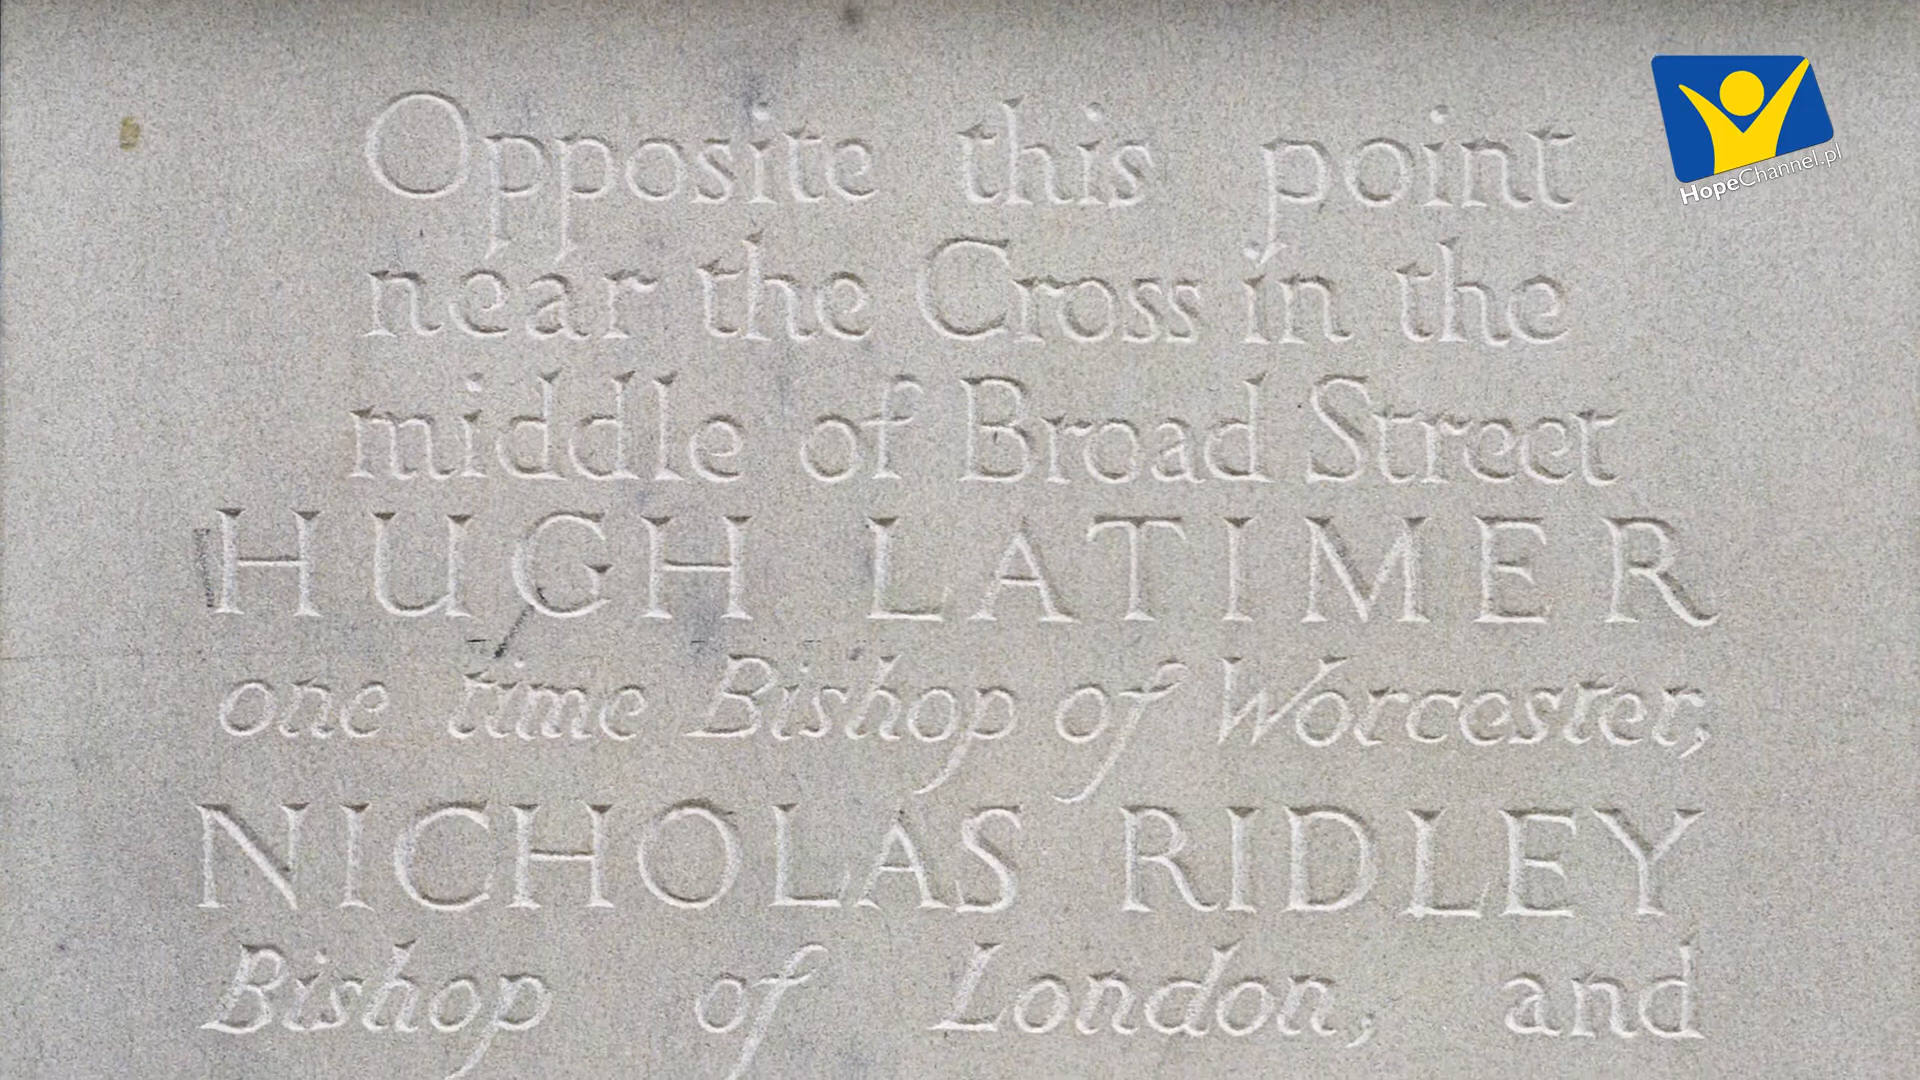 Opposite this point
near the Cross in the
middle of Broad Street
HUGH LATIMER
one time Bishop of Worcester,
NICHOLAS RIDLEY
Bishop of London, and
HopeChannel.pl